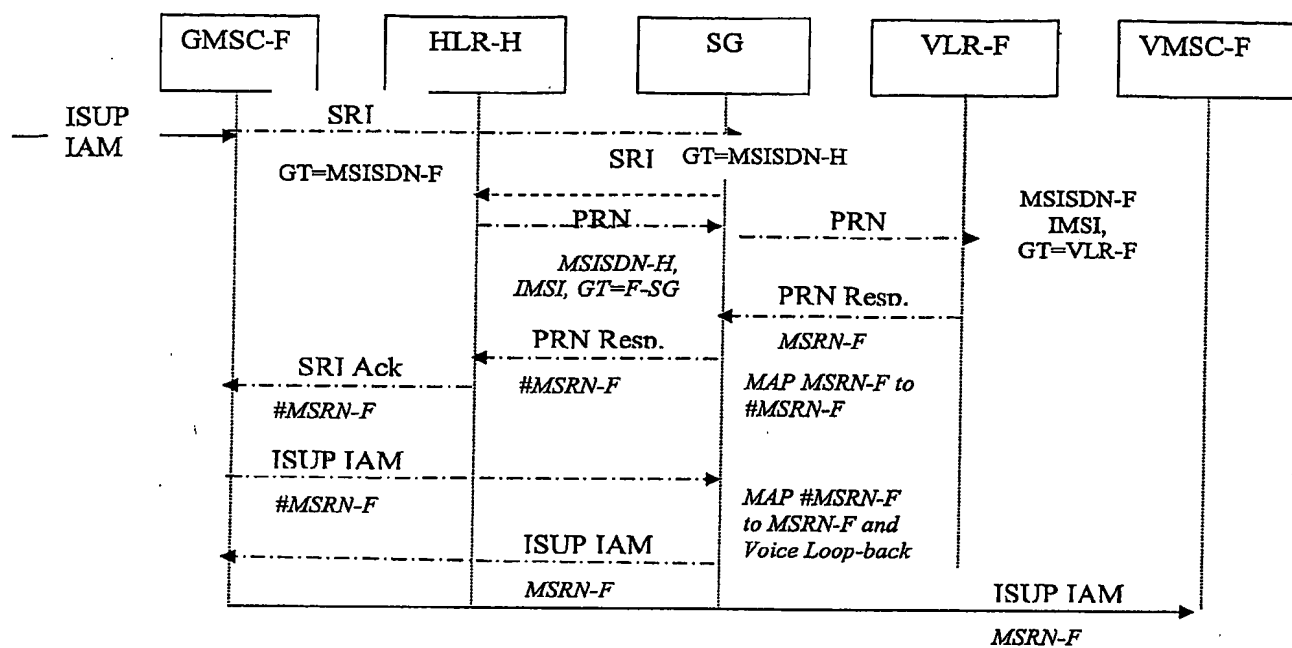 GMSC-F
HLR-H
SG
VLR-F
VMSC-F
ISUP
IAM
SRI
GT=MSISDN-F
SRI
GT=MSISDN-H
PRN
MSISDN-H,
IMSI, GT=F-SG
PRN
MSISDN-F
IMSI,
GT=VLR-F
PRN Resp.
MSRN-F
PRN Resp.
#MSRN-F
MAP MSRN-F to
#MSRN-F
SRI Ack
#MSRN-F
ISUP IAM
#MSRN-F
MAP #MSRN-F
to MSRN-F and
Voice Loop-back
ISUP IAM
MSRN-F
ISUP IAM
MSRN-F